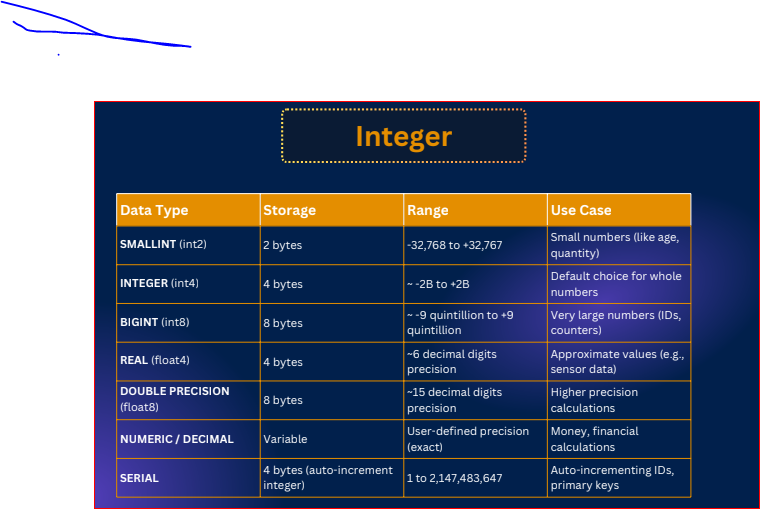 Integer
Data Type Storage Range Use Case
SMALLINT (int2) 2 bytes -32,768 to +32,767 Small numbers (like age,
quantity)
INTEGER (int4) 4 bytes ~ -2B to +2B Default choice for whole
numbers
BIGINT (int8) 8 bytes ~ -9 quintillion to +9
quintillion Very large numbers (IDs,
counters)
REAL (float4) 4 bytes ~6 decimal digits
precision Approximate values (e.g.,
sensor data)
DOUBLE PRECISION
(float8) 8 bytes ~15 decimal digits
precision Higher precision
calculations
NUMERIC / DECIMAL Variable User-defined precision
(exact) Money, financial
calculations
SERIAL 4 bytes (auto-increment
integer) 1 to 2,147,483,647 Auto-incrementing IDs,
primary keys